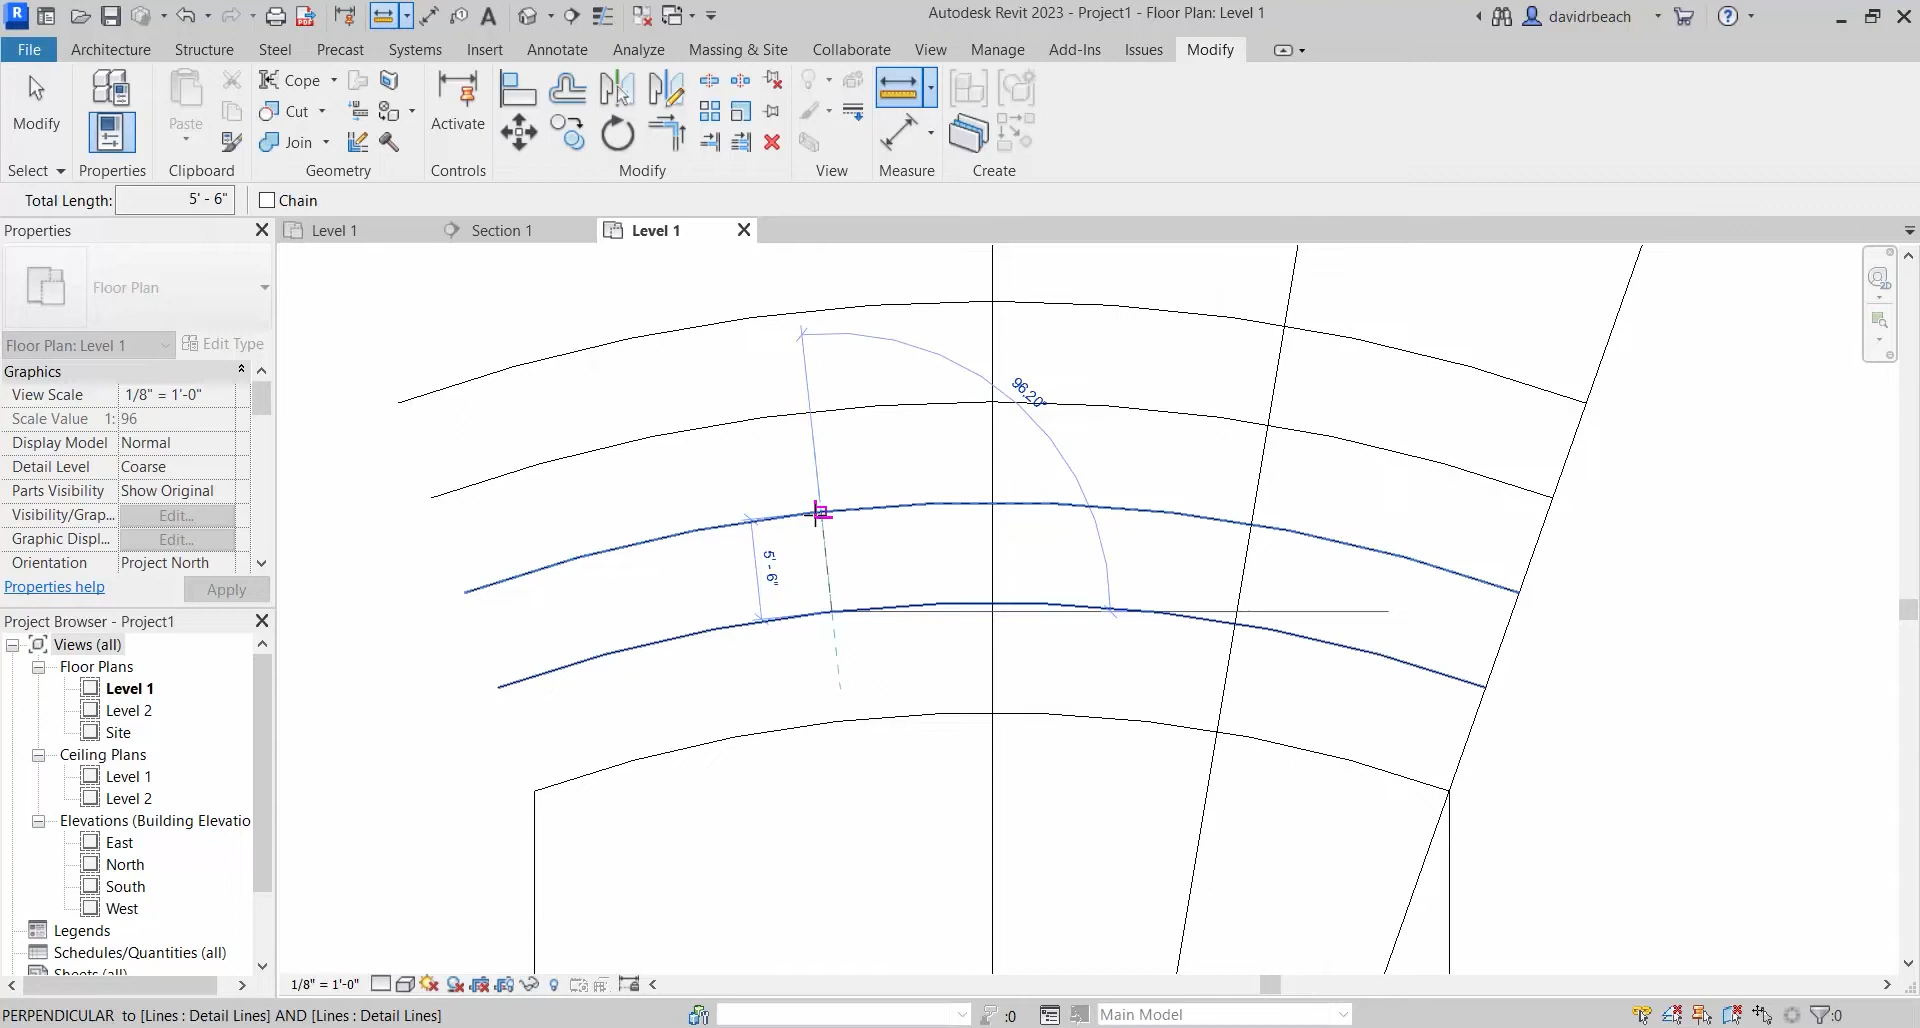 Autodesk Revit 2023 - Project1 - Floor Plan: Level 1
davidrbeach
File Architecture Structure Steel Precast Systems Insert Annotate Analyze Massing & Site Collaborate View Manage Add-Ins Issues Modify
Modify
Paste
Cope
Cut
Join
Activate
Select Properties Clipboard Geometry Controls Modify View Measure Create
Total Length: 5' - 6" Chain
Properties
Level 1 Section 1 Level 1
Floor Plan
Floor Plan: Level 1 Edit Type
Graphics
View Scale 1/8" = 1'-0"
Scale Value 1: 96
Display Model Normal
Detail Level Coarse
Parts Visibility Show Original
Visibility/Grap... Edit...
Graphic Displ... Edit...
Orientation Project North
Properties help Apply
96.20°
5' - 6"
Project Browser - Project1
Views (all)
Floor Plans
Level 1
Level 2
Site
Ceiling Plans
Level 1
Level 2
Elevations (Building Elevatio
East
North
South
West
Legends
Schedules/Quantities (all)
Sheets (all)
1/8" = 1'-0"
PERPENDICULAR to [Lines : Detail Lines] AND [Lines : Detail Lines] :0 Main Model :0